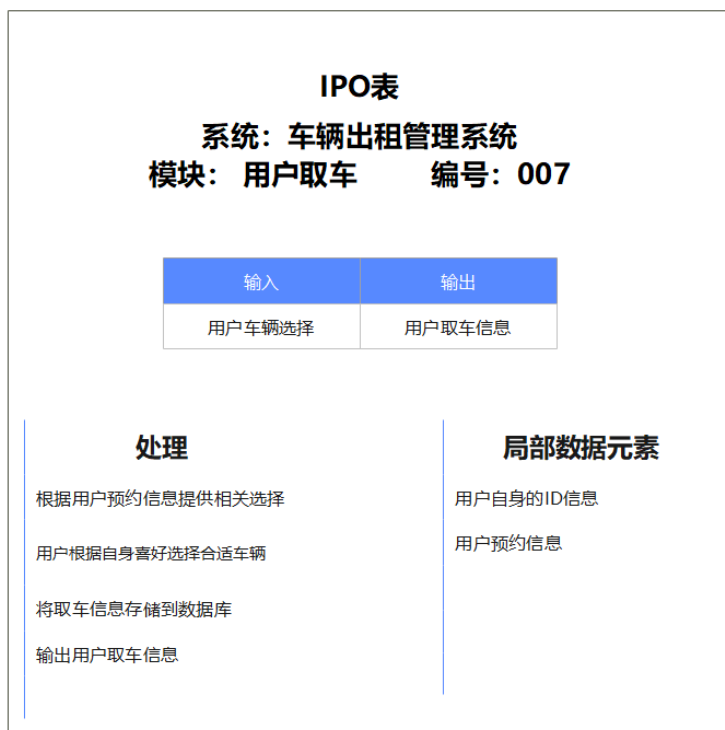 IPO表
系统：车辆出租管理系统
模块： 用户取车 编号：007
输入 输出
用户车辆选择 用户取车信息
处理
根据用户预约信息提供相关选择
用户根据自身喜好选择合适车辆
将取车信息存储到数据库
输出用户取车信息
局部数据元素
用户自身的ID信息
用户预约信息